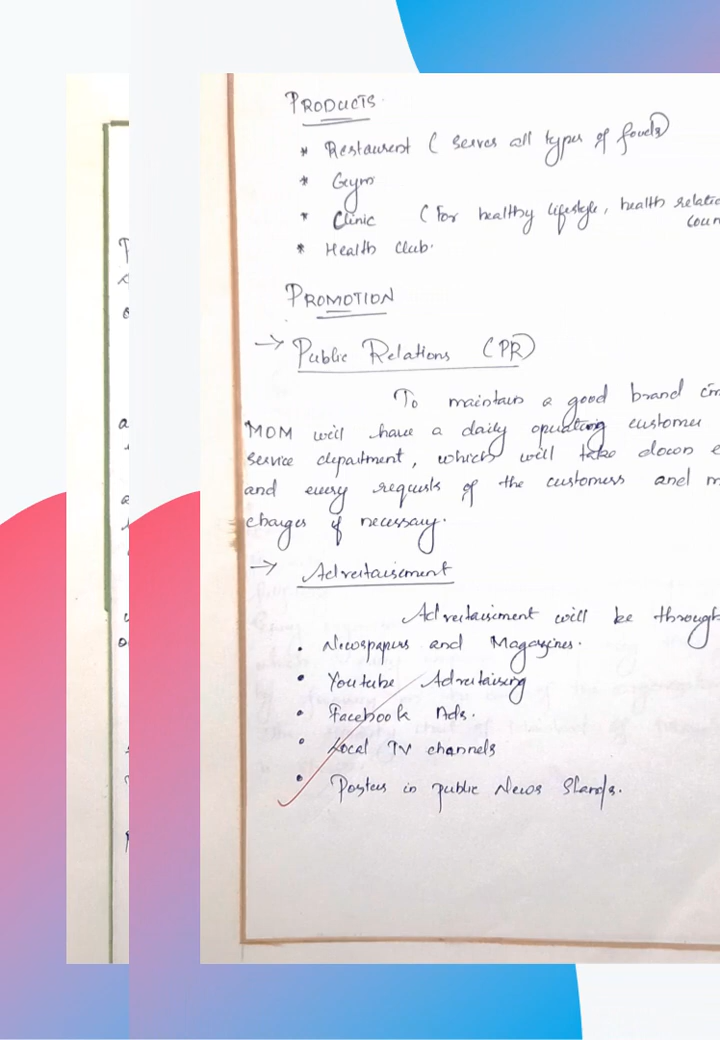 PRODUCTS
* Restaurent ( serves all types of foods)
* Gym
* Clinic ( For healthy lifestyle, health relatio
coun
* Health club.
PROMOTION
→ Public Relations (PR)
To maintain a good brand im
MOM will have a daily operating customer
service department, which will take down e
and every requests of the customers and m
charges if necessary.
→ Advertaisement
Advertaisement will be through
• Newspapers and Magazines.
• Youtube Advertaising
• Facebook Ads.
• Local TV channels
• Posters in public News Stands.